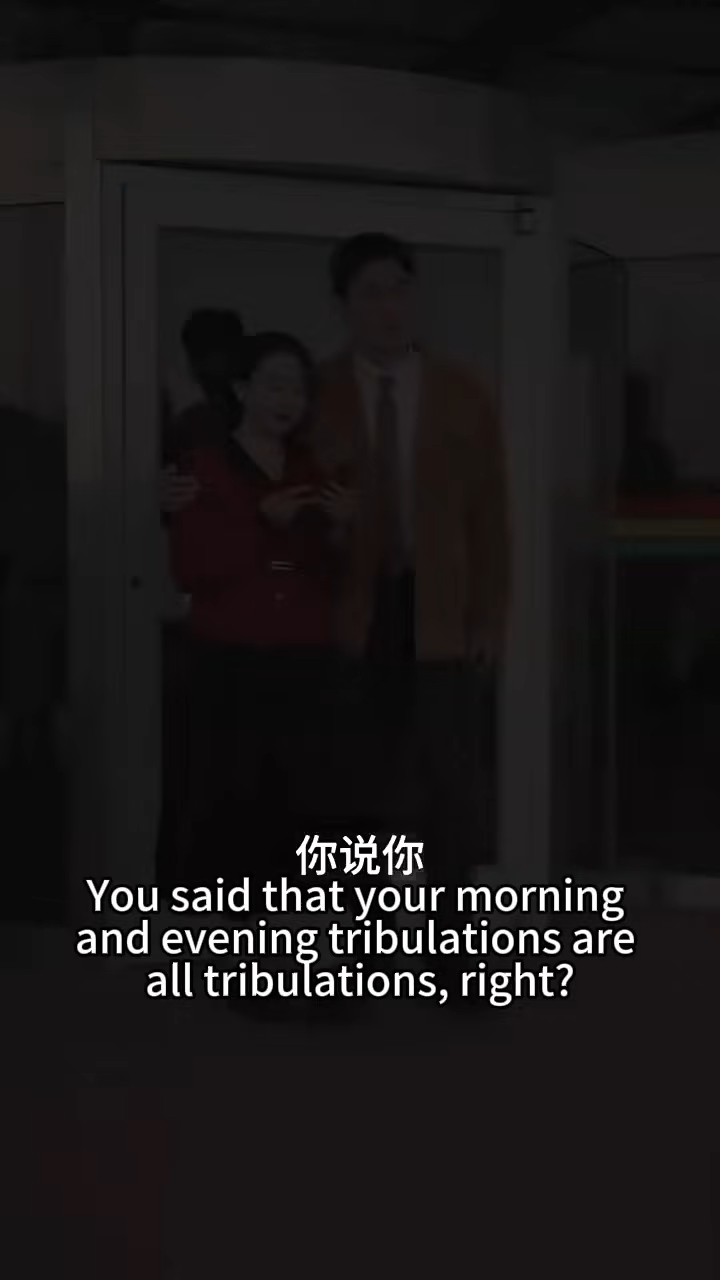 你说你
You said that your morning
and evening tribulations are
all tribulations, right?